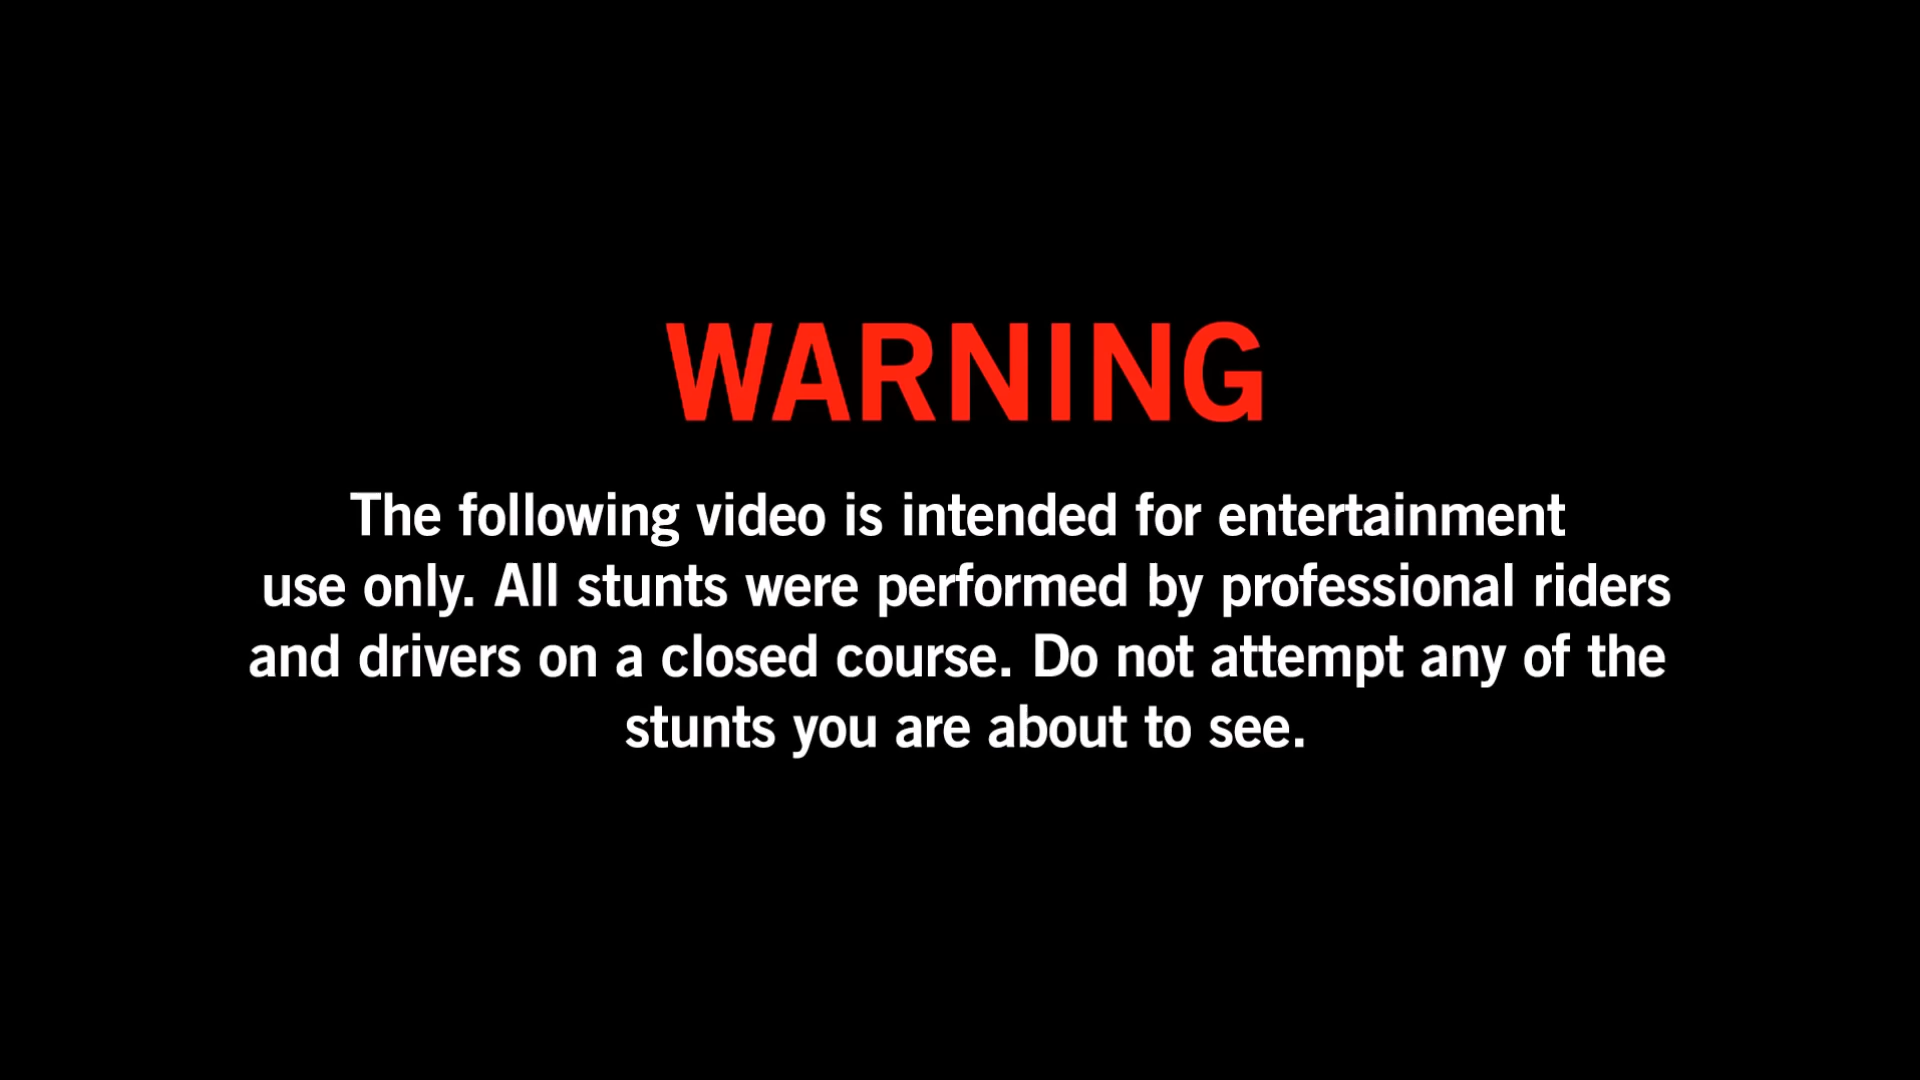 WARNING
The following video is intended for entertainment
use only. All stunts were performed by professional riders
and drivers on a closed course. Do not attempt any of the
stunts you are about to see.